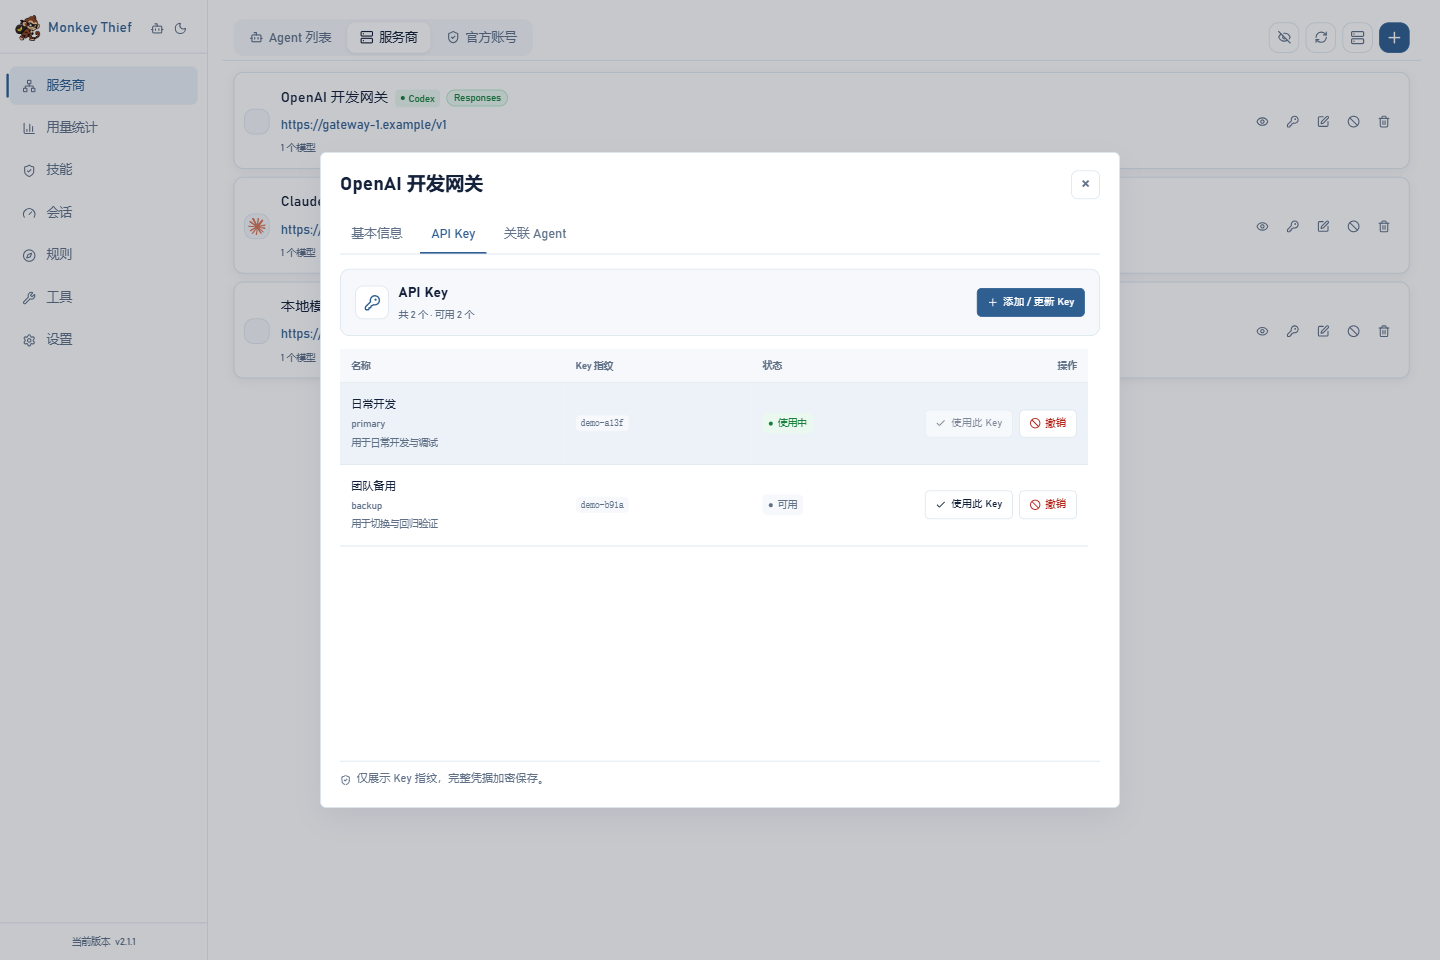 Monkey Thief
Agent 列表
服务商
官方账号
服务商
用量统计
技能
会话
规则
工具
设置
当前版本 v2.1.1
OpenAI 开发网关
Codex
Responses
https://gateway-1.example/v1
1 个模型
Claude
https:/
1 个模型
本地模
https:/
1 个模型
OpenAI 开发网关
基本信息
API Key
关联 Agent
API Key
共 2 个 · 可用 2 个
添加 / 更新 Key
名称
Key 指纹
状态
操作
日常开发
primary
用于日常开发与调试
demo-a13f
使用中
使用此 Key
撤销
团队备用
backup
用于切换与回归验证
demo-b91a
可用
使用此 Key
撤销
仅展示 Key 指纹，完整凭据加密保存。